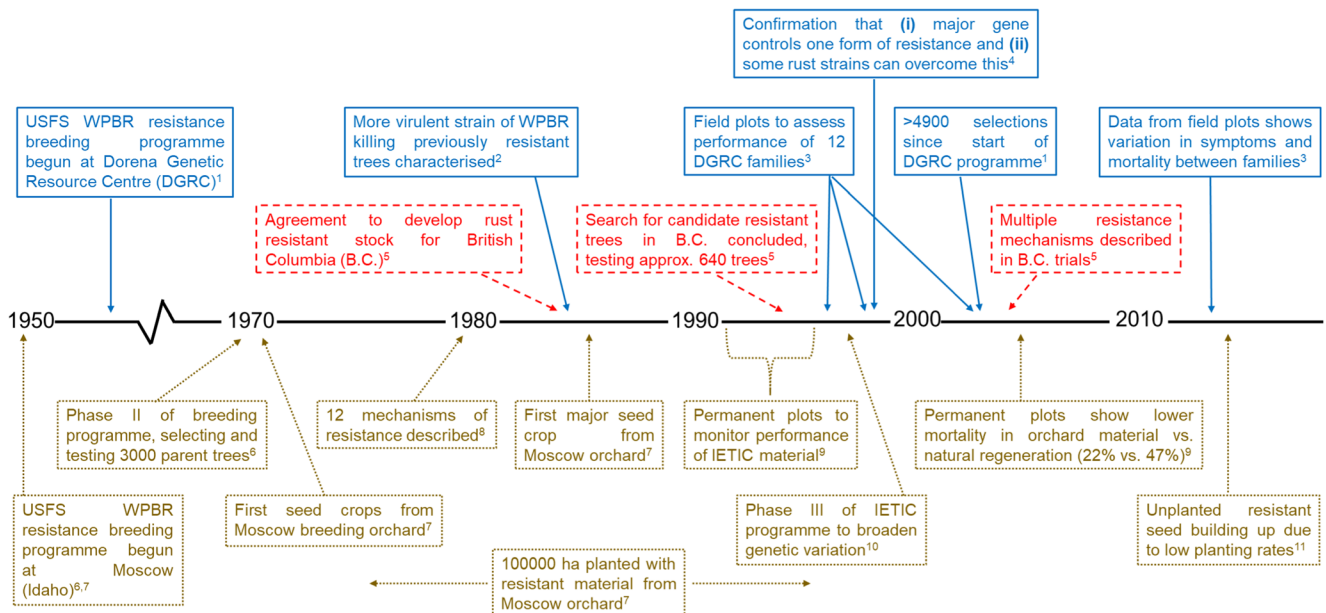 Confirmation that (i) major gene
controls one form of resistance and (ii)
some rust strains can overcome this4
USFS WPBR resistance
breeding programme
begun at Dorena Genetic
Resource Centre (DGRC)1
More virulent strain of WPBR
killing previously resistant
trees characterised2
Field plots to assess
performance of 12
DGRC families3
>4900 selections
since start of
DGRC programme1
Data from field plots shows
variation in symptoms and
mortality between families3
Agreement to develop rust
resistant stock for British
Columbia (B.C.)5
Search for candidate resistant
trees in B.C. concluded,
testing approx. 640 trees5
Multiple resistance
mechanisms described
in B.C. trials5
1950 1970 1980 1990 2000 2010
Phase II of breeding
programme, selecting and
testing 3000 parent trees6
12 mechanisms of
resistance described8
First major seed
crop from
Moscow orchard7
Permanent plots to
monitor performance
of IETIC material9
Permanent plots show lower
mortality in orchard material vs.
natural regeneration (22% vs. 47%)9
USFS WPBR
resistance breeding
programme begun
at Moscow
(Idaho)6,7
First seed crops from
Moscow breeding orchard7
Phase III of IETIC
programme to broaden
genetic variation10
Unplanted resistant
seed building up due
to low planting rates11
100000 ha planted with
resistant material from
Moscow orchard7